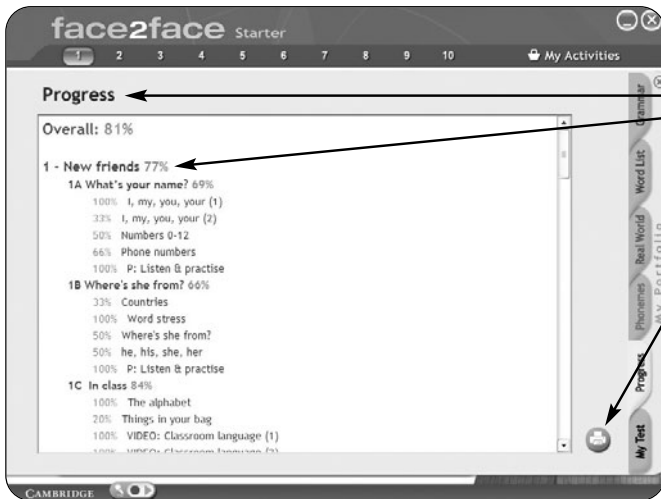 face2face Starter
1 2 3 4 5 6 7 8 9 10 My Activities
Progress
Overall: 81%
1 - New friends 77%
1A What's your name? 69%
100% I, my, you, your (1)
33% I, my, you, your (2)
50% Numbers 0-12
66% Phone numbers
100% P: Listen & practise
1B Where's she from? 66%
33% Countries
100% Word stress
50% Where's she from?
50% he, his, she, her
100% P: Listen & practise
1C In class 84%
100% The alphabet
20% Things in your bag
100% VIDEO: Classroom language (1)
100% VIDEO: Classroom language (2)
Grammar
Word List
Real World
Phonemes
Progress
My Test
My Portfolio
CAMBRIDGE